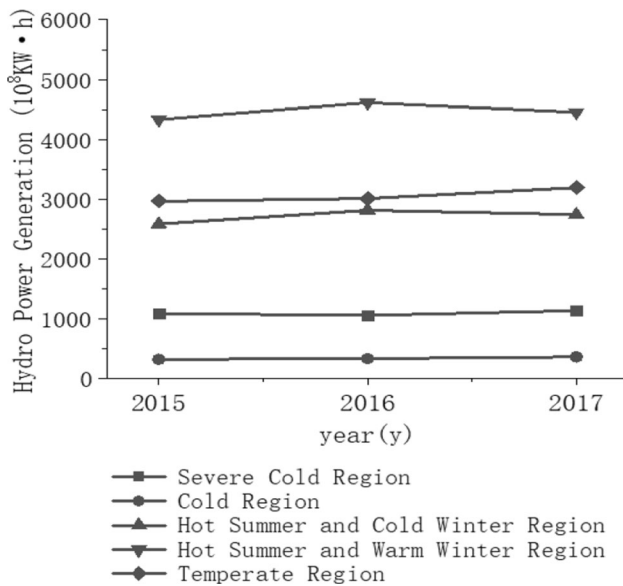 Hydro Power Generation (10⁸KW·h)
6000
5000
4000
3000
2000
1000
0
2015 2016 2017
year(y)
Severe Cold Region
Cold Region
Hot Summer and Cold Winter Region
Hot Summer and Warm Winter Region
Temperate Region